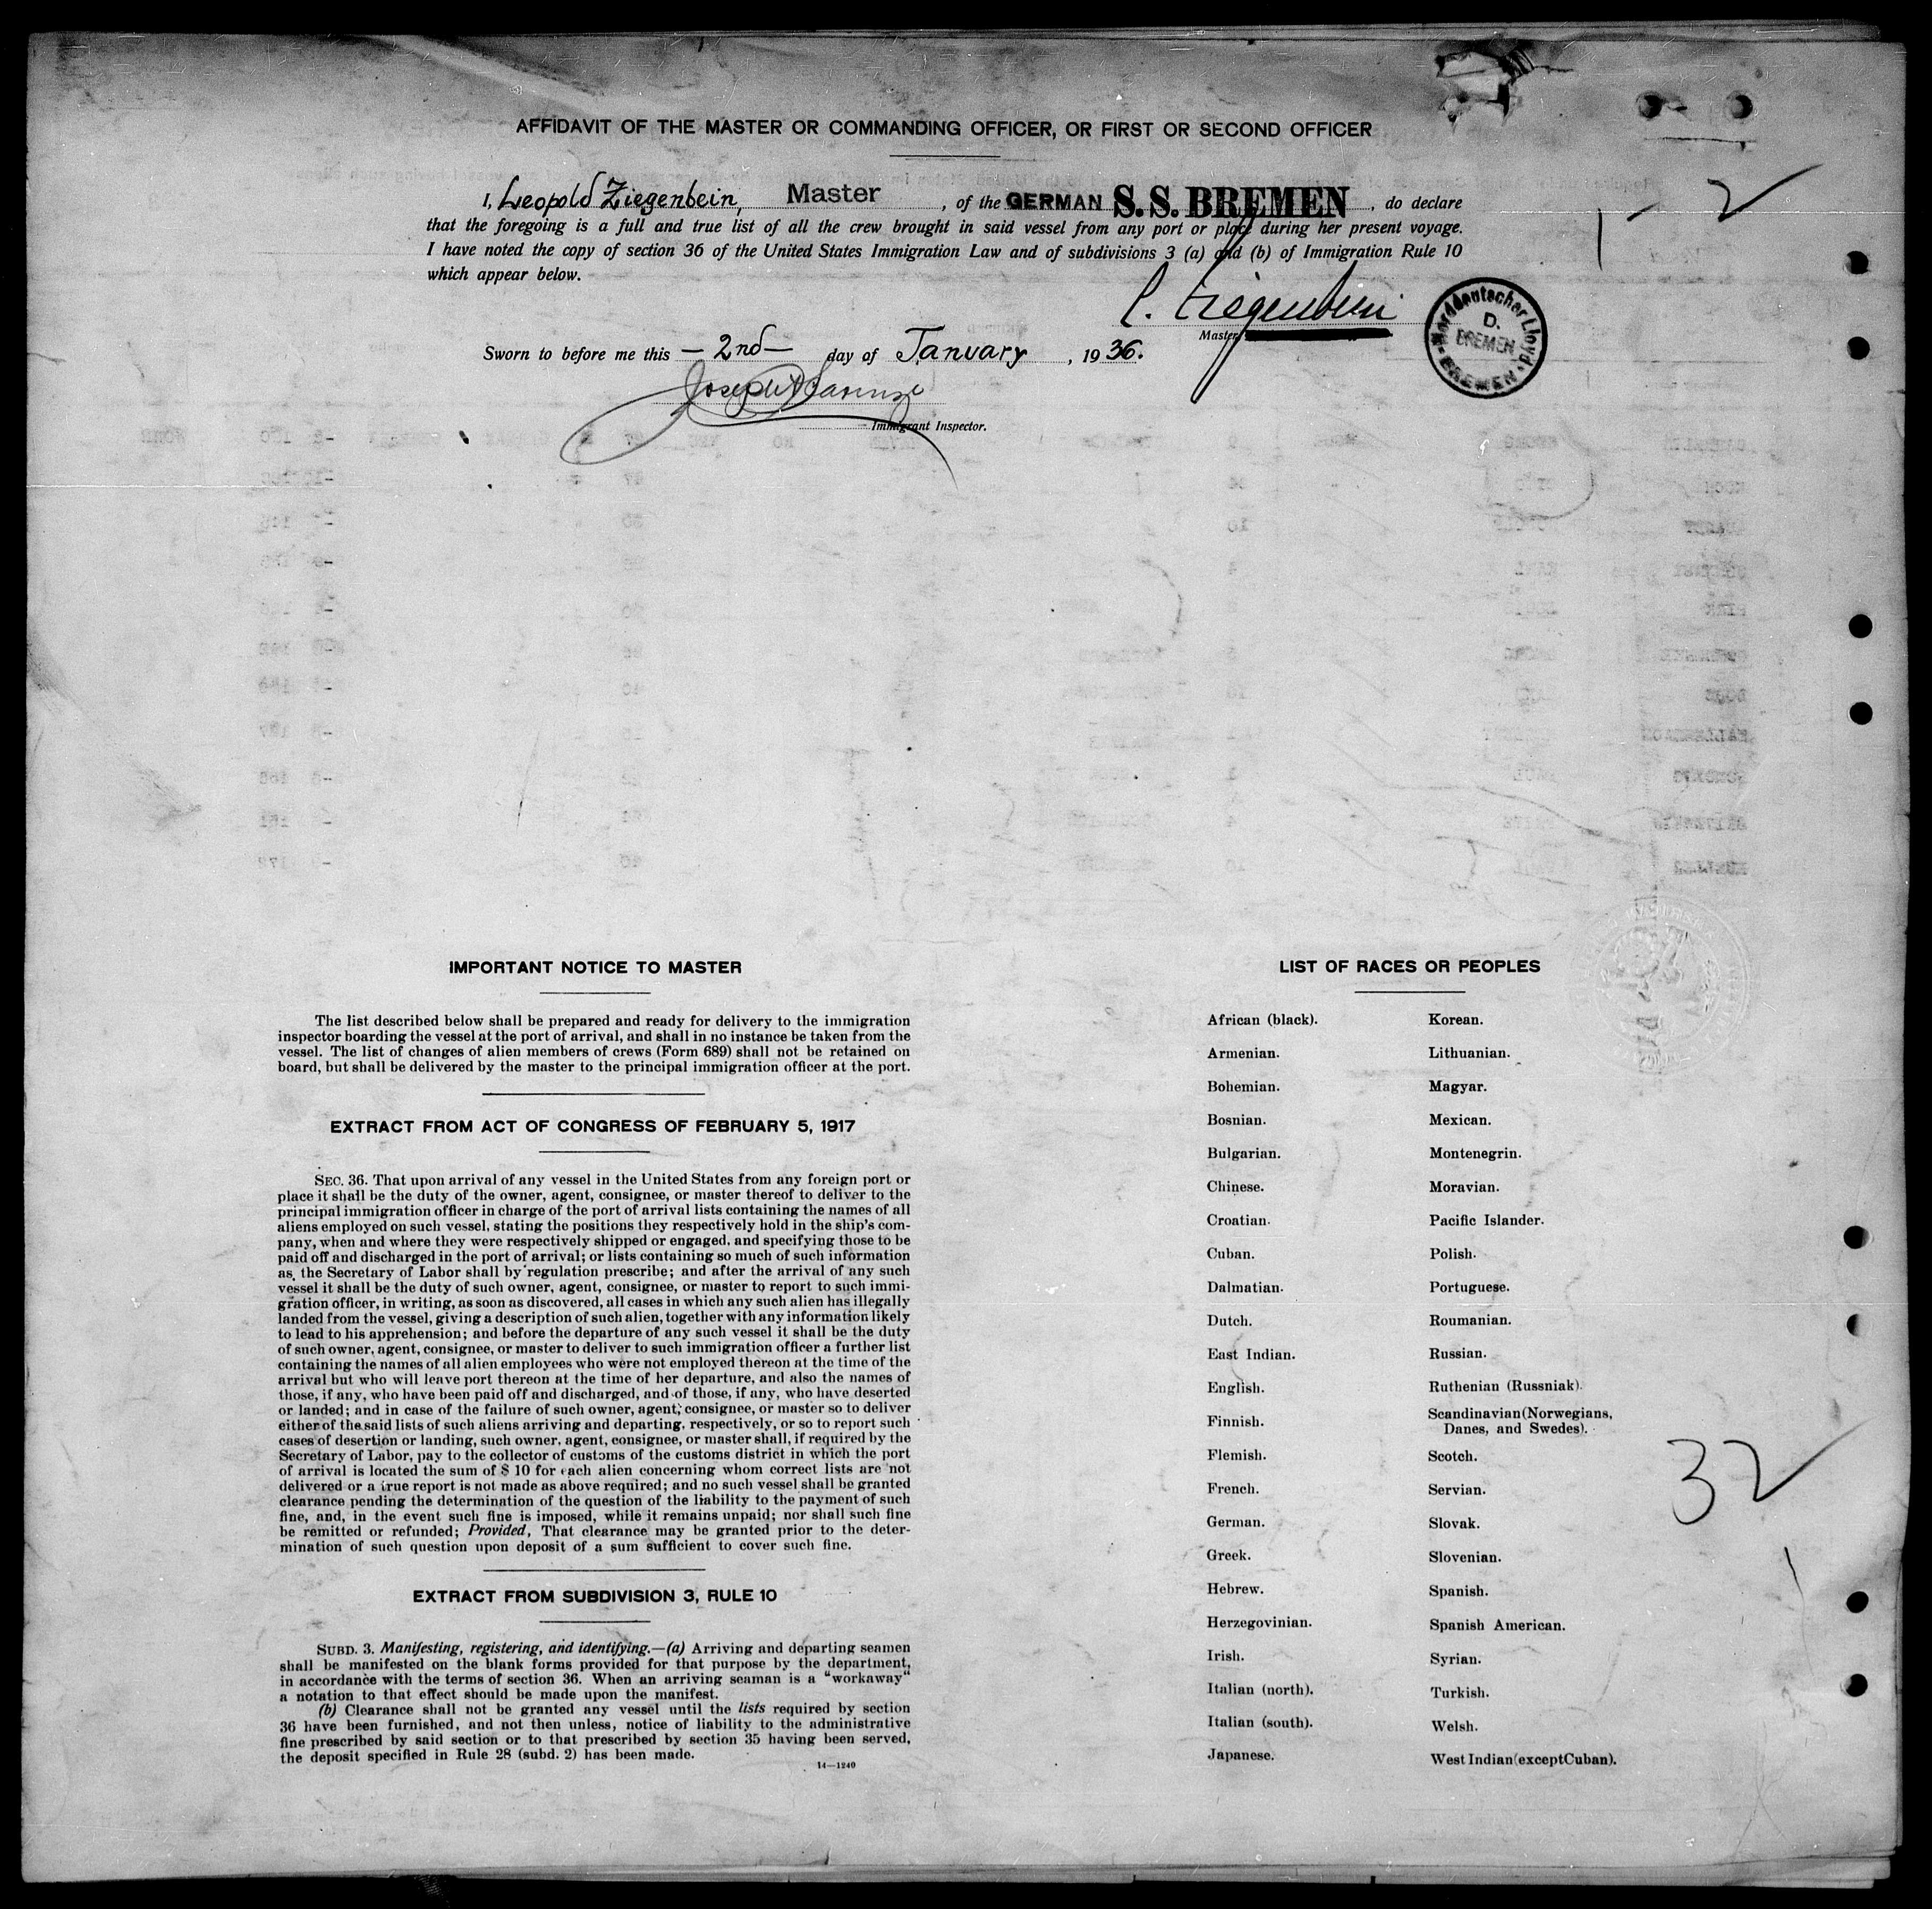 AFFIDAVIT OF THE MASTER OR COMMANDING OFFICER, OR FIRST OR SECOND OFFICER
I, Leopold Ziegenbein, Master, of the GERMAN S. S. BREMEN, do declare
that the foregoing is a full and true list of all the crew brought in said vessel from any port or place during her present voyage.
I have noted the copy of section 36 of the United States Immigration Law and of subdivisions 3 (a) and (b) of Immigration Rule 10
which appear below.
1 - 2
L. Ziegenbein
Master
Norddeutscher Lloyd
D.
BREMEN
BREMEN
Sworn to before me this - 2nd - day of January, 1936.
Immigrant Inspector.
IMPORTANT NOTICE TO MASTER
The list described below shall be prepared and ready for delivery to the immigration
inspector boarding the vessel at the port of arrival, and shall in no instance be taken from the
vessel. The list of changes of alien members of crews (Form 689) shall not be retained on
board, but shall be delivered by the master to the principal immigration officer at the port.
EXTRACT FROM ACT OF CONGRESS OF FEBRUARY 5, 1917
SEC. 36. That upon arrival of any vessel in the United States from any foreign port or
place it shall be the duty of the owner, agent, consignee, or master thereof to deliver to the
principal immigration officer in charge of the port of arrival lists containing the names of all
aliens employed on such vessel, stating the positions they respectively hold in the ship's com-
pany, when and where they were respectively shipped or engaged, and specifying those to be
paid off and discharged in the port of arrival; or lists containing so much of such information
as the Secretary of Labor shall by regulation prescribe; and after the arrival of any such
vessel it shall be the duty of such owner, agent, consignee, or master to report to such immi-
gration officer, in writing, as soon as discovered, all cases in which any such alien has illegally
landed from the vessel, giving a description of such alien, together with any information likely
to lead to his apprehension; and before the departure of any such vessel it shall be the duty
of such owner, agent, consignee, or master to deliver to such immigration officer a further list
containing the names of all alien employees who were not employed thereon at the time of the
arrival but who will leave port thereon at the time of her departure, and also the names of
those, if any, who have been paid off and discharged, and of those, if any, who have deserted
or landed; and in case of the failure of such owner, agent, consignee, or master so to deliver
either of the said lists of such aliens arriving and departing, respectively, or so to report such
cases of desertion or landing, such owner, agent, consignee, or master shall, if required by the
Secretary of Labor, pay to the collector of customs of the customs district in which the port
of arrival is located the sum of $ 10 for each alien concerning whom correct lists are not
delivered or a true report is not made as above required; and no such vessel shall be granted
clearance pending the determination of the question of the liability to the payment of such
fine, and, in the event such fine is imposed, while it remains unpaid; nor shall such fine
be remitted or refunded; Provided, That clearance may be granted prior to the deter-
mination of such question upon deposit of a sum sufficient to cover such fine.
EXTRACT FROM SUBDIVISION 3, RULE 10
SUBD. 3. Manifesting, registering, and identifying.—(a) Arriving and departing seamen
shall be manifested on the blank forms provided for that purpose by the department,
in accordance with the terms of section 36. When an arriving seaman is a "workaway"
a notation to that effect should be made upon the manifest.
(b) Clearance shall not be granted any vessel until the lists required by section
36 have been furnished, and not then unless, notice of liability to the administrative
fine prescribed by said section or to that prescribed by section 35 having been served,
the deposit specified in Rule 28 (subd. 2) has been made.
14—1240
LIST OF RACES OR PEOPLES
African (black).
Armenian.
Bohemian.
Bosnian.
Bulgarian.
Chinese.
Croatian.
Cuban.
Dalmatian.
Dutch.
East Indian.
English.
Finnish.
Flemish.
French.
German.
Greek.
Hebrew.
Herzegovinian.
Irish.
Italian (north).
Italian (south).
Japanese.
Korean.
Lithuanian.
Magyar.
Mexican.
Montenegrin.
Moravian.
Pacific Islander.
Polish.
Portuguese.
Roumanian.
Russian.
Ruthenian (Russniak).
Scandinavian (Norwegians,
Danes, and Swedes).
Scotch.
Servian.
Slovak.
Slovenian.
Spanish.
Spanish American.
Syrian.
Turkish.
Welsh.
West Indian (except Cuban).
32